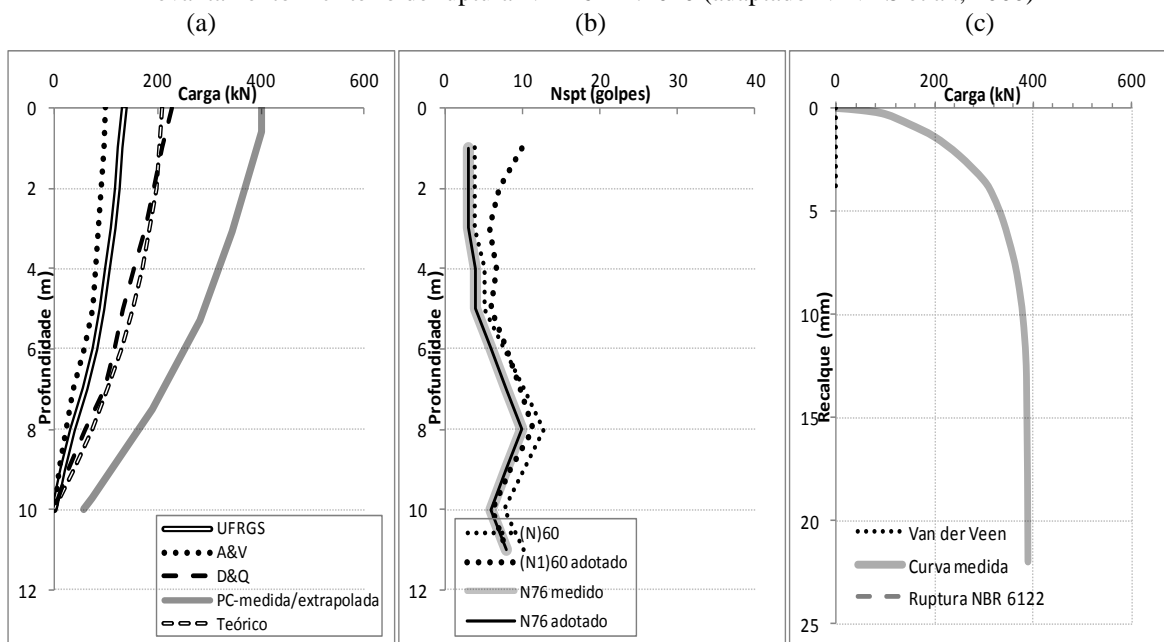 (a) (b) (c)
0 200 400 600
Carga (kN)
0
2
4
6
8
10
12
Profundidade (m)
UFRGS
A&V
D&Q
PC-medida/extrapolada
Teórico
0 10 20 30 40
Nspt (golpes)
0
2
4
6
8
10
12
Profundidade (m)
(N)60
(N1)60 adotado
N76 medido
N76 adotado
0 200 400 600
Carga (kN)
0
5
10
15
20
25
Recalque (mm)
Van der Veen
Curva medida
Ruptura NBR 6122